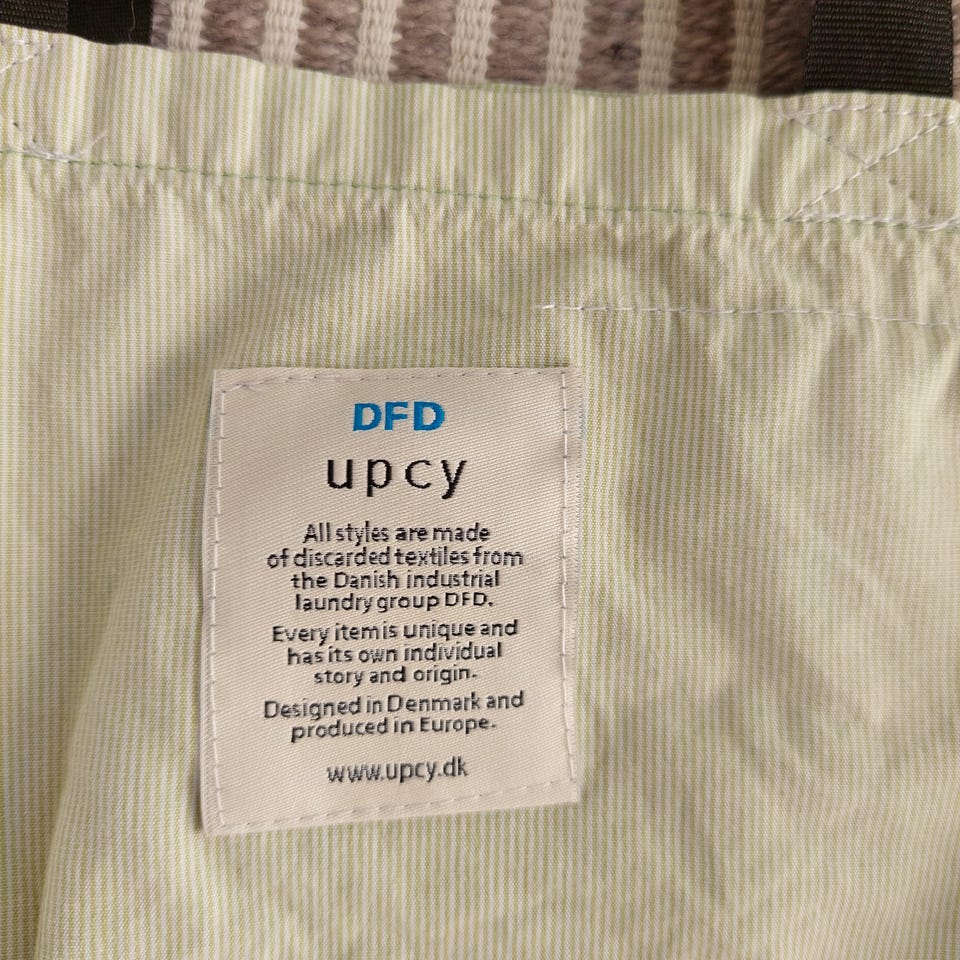 DFD
upcy
All styles are made
of discarded textiles from
the Danish industrial
laundry group DFD.
Every item is unique and
has its own individual
story and origin.
Designed in Denmark and
produced in Europe.
www.upcy.dk